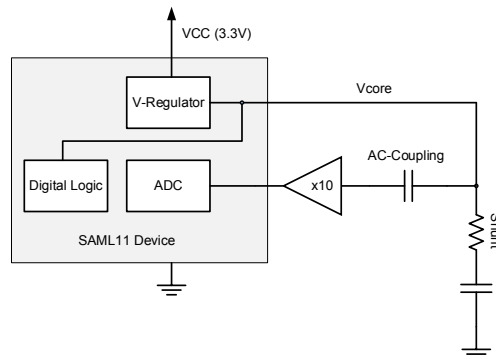 VCC (3.3V)
V-Regulator
Vcore
AC-Coupling
Digital Logic
ADC
x10
SAML11 Device
Shunt